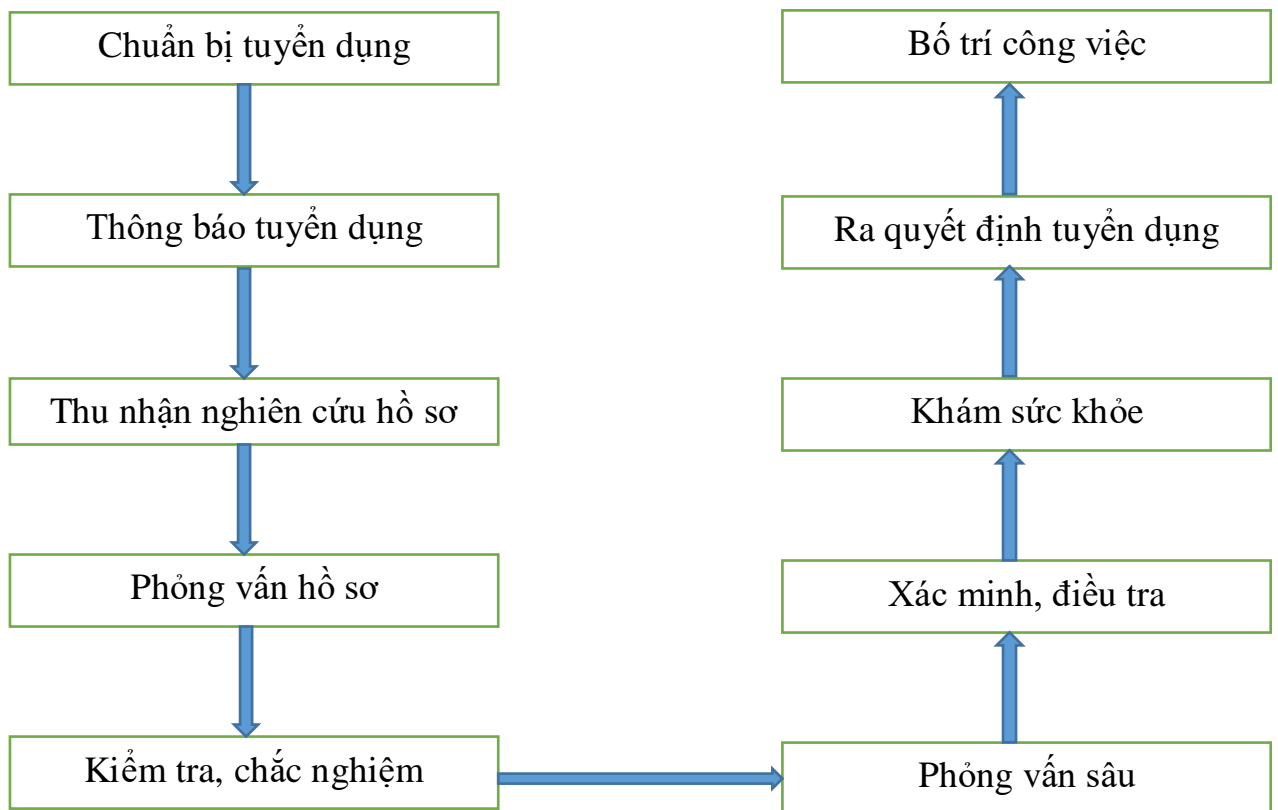 Chuẩn bị tuyển dụng
Thông báo tuyển dụng
Thu nhận nghiên cứu hồ sơ
Phỏng vấn hồ sơ
Kiểm tra, chắc nghiệm
Phỏng vấn sâu
Xác minh, điều tra
Khám sức khỏe
Ra quyết định tuyển dụng
Bố trí công việc